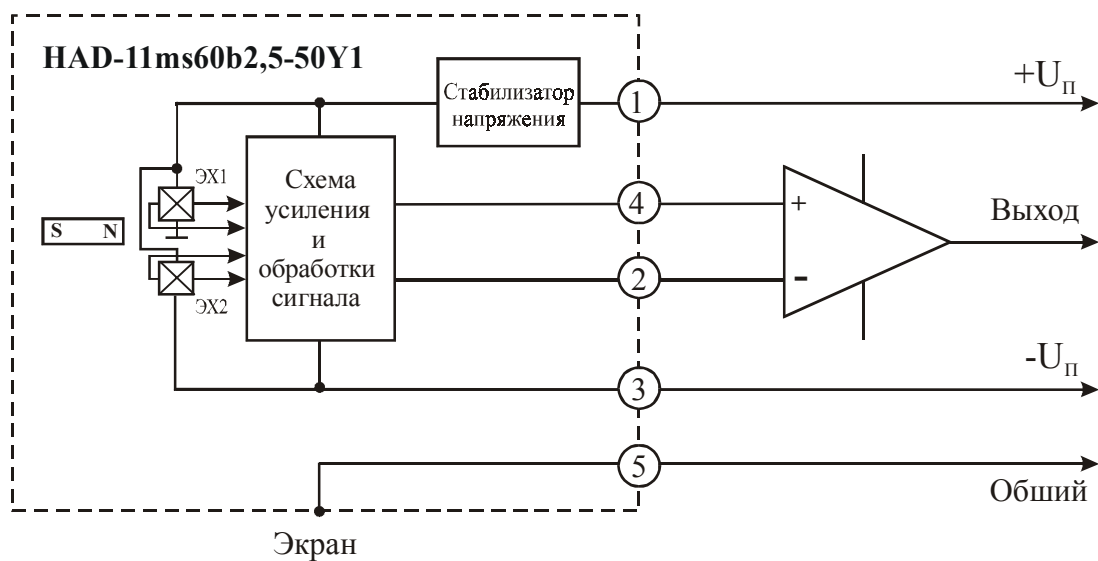 HAD-11ms60b2,5-50Y1
Стабилизатор
напряжения
1
+UП
ЭХ1
Схема
усиления
и
обработки
сигнала
4
+
Выход
S N
2
-
ЭХ2
3
-UП
5
Обший
Экран